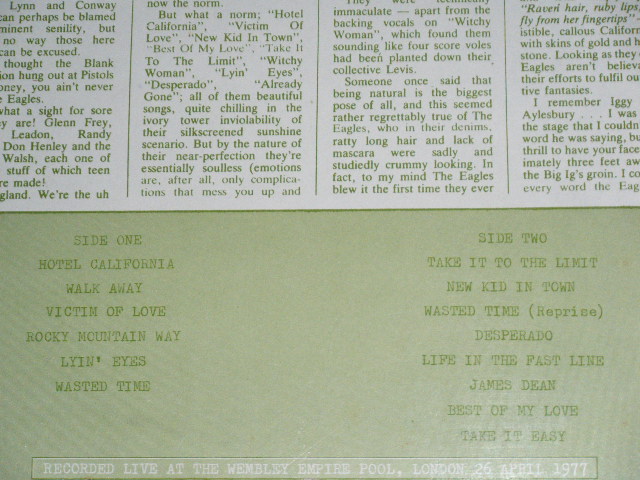 Lynn and Conway
can perhaps be blamed
minent senility, but
no way those here
can be excused.
thought the Blank
ion hung out at Pistols
oney, you ain't never
e Eagles.
what a sight for sore
ey are! Glenn Frey,
Leadon, Randy
Don Henley and the
Walsh, each one of
stuff of which teen
re made!
gland. We're the uh
now the norm.
But what a norm; "Hotel
California", "Victim Of
Love", "New Kid In Town",
"Best Of My Love", "Take It
To The Limit", "Witchy
Woman", "Lyin' Eyes",
"Desperado", "Already
Gone"; all of them beautiful
songs, quite chilling in the
ivory tower inviolability of
their silkscreened sunshine
scenario. But by the nature of
their near-perfection they're
essentially soulless (emotions
are, after all, only complica-
tions that mess you up and
They were technically
immaculate — apart from the
backing vocals on "Witchy
Woman", which found them
sounding like four score voles
had been planted down their
collective Levis.
Someone once said that
being natural is the biggest
pose of all, and this seemed
rather regrettably true of The
Eagles, who in their denims,
ratty long hair and lack of
mascara were sadly and
studiedly crummy looking. In
fact, to my mind The Eagles
blew it the first time they ever
"Raven hair, ruby lips
fly from her fingertips"
istible, callous Californ
with skins of gold and
stone. Looking as they
Eagles aren't believa
their efforts to fulfil ou
tive fantasies.
I remember Iggy
Aylesbury . . . I was
the stage that I couldn
word he was saying, bu
thrill to have your face
imately three feet aw
the Big Ig's groin. I co
every word the Eag
SIDE ONE
HOTEL CALIFORNIA
WALK AWAY
VICTIM OF LOVE
ROCKY MOUNTAIN WAY
LYIN' EYES
WASTED TIME
SIDE TWO
TAKE IT TO THE LIMIT
NEW KID IN TOWN
WASTED TIME (Reprise)
DESPERADO
LIFE IN THE FAST LINE
JAMES DEAN
BEST OF MY LOVE
TAKE IT EASY
RECORDED LIVE AT THE WEMBLEY EMPIRE POOL, LONDON 26 APRIL 1977